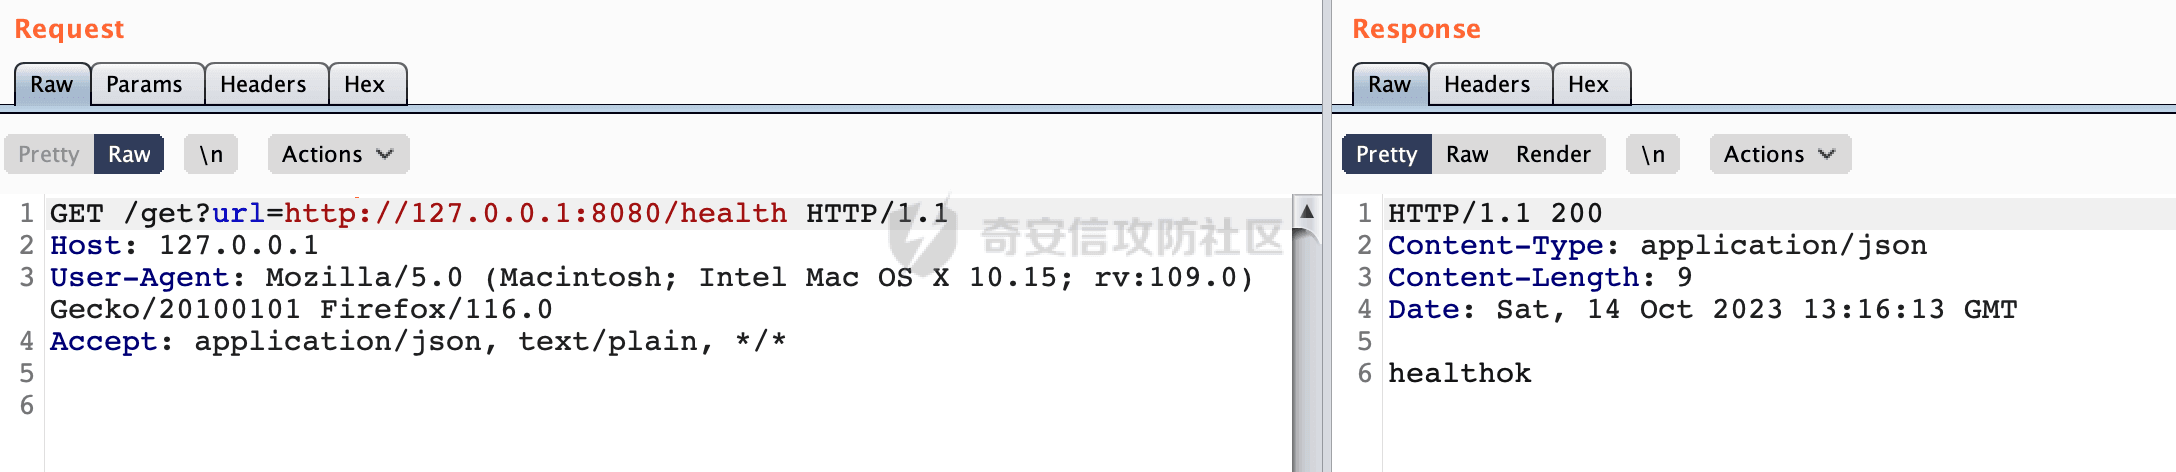 Request
Raw Params Headers Hex
Pretty Raw \n Actions
1 GET /get?url=http://127.0.0.1:8080/health HTTP/1.1
2 Host: 127.0.0.1
3 User-Agent: Mozilla/5.0 (Macintosh; Intel Mac OS X 10.15; rv:109.0)
Gecko/20100101 Firefox/116.0
4 Accept: application/json, text/plain, */*
5
6
奇安信攻防社区
Response
Raw Headers Hex
Pretty Raw Render \n Actions
1 HTTP/1.1 200
2 Content-Type: application/json
3 Content-Length: 9
4 Date: Sat, 14 Oct 2023 13:16:13 GMT
5
6 healthok